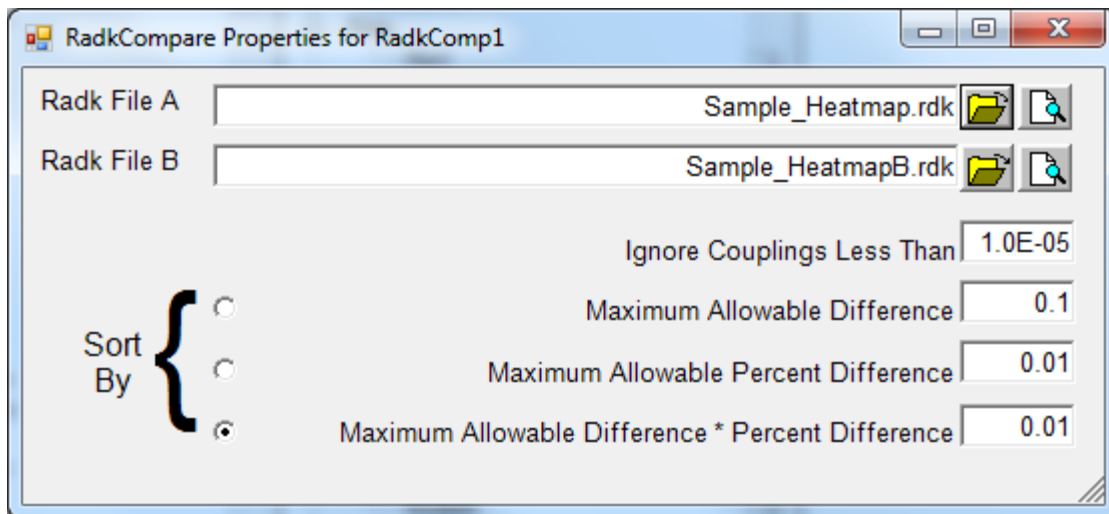 RadkCompare Properties for RadkComp1
Radk File A Sample_Heatmap.rdk
Radk File B Sample_HeatmapB.rdk
Ignore Couplings Less Than 1.0E-05
Maximum Allowable Difference 0.1
Sort
By
Maximum Allowable Percent Difference 0.01
Maximum Allowable Difference * Percent Difference 0.01